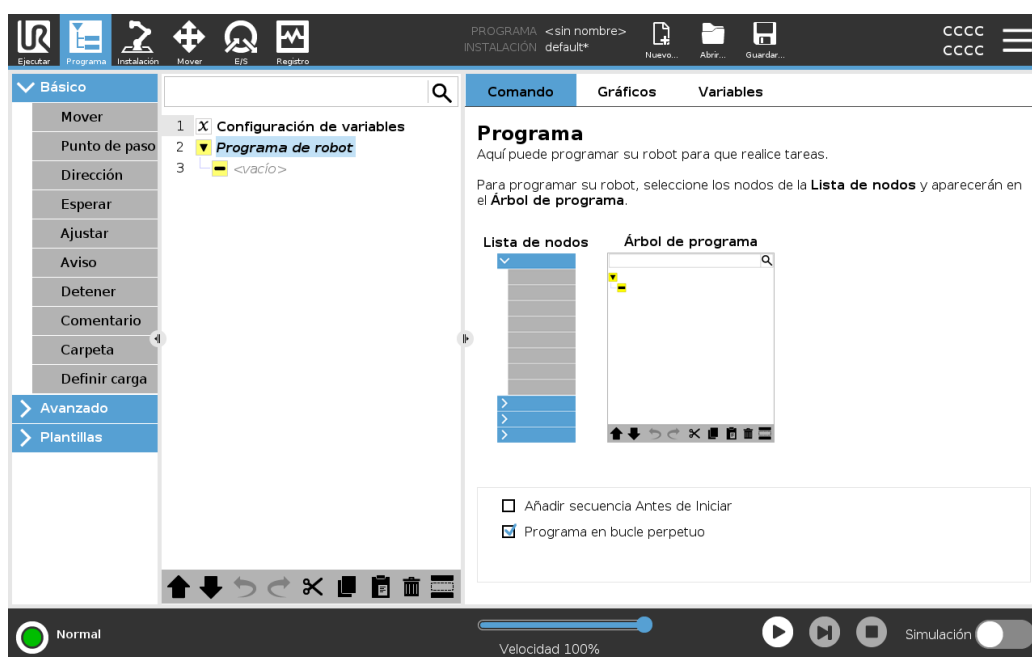 PROGRAMA <sin nombre>
INSTALACIÓN default*
cccc
cccc
Ejecutar
Programa
Instalación
Mover
E/S
Registro
Nuevo...
Abrir...
Guardar...
Básico
Mover
Punto de paso
Dirección
Esperar
Ajustar
Aviso
Detener
Comentario
Carpeta
Definir carga
Avanzado
Plantillas
1 x Configuración de variables
2 Programa de robot
3 <vacío>
Comando
Gráficos
Variables
Programa
Aquí puede programar su robot para que realice tareas.
Para programar su robot, seleccione los nodos de la Lista de nodos y aparecerán en
el Árbol de programa.
Lista de nodos
Árbol de programa
Añadir secuencia Antes de Iniciar
Programa en bucle perpetuo
Normal
Velocidad 100%
Simulación